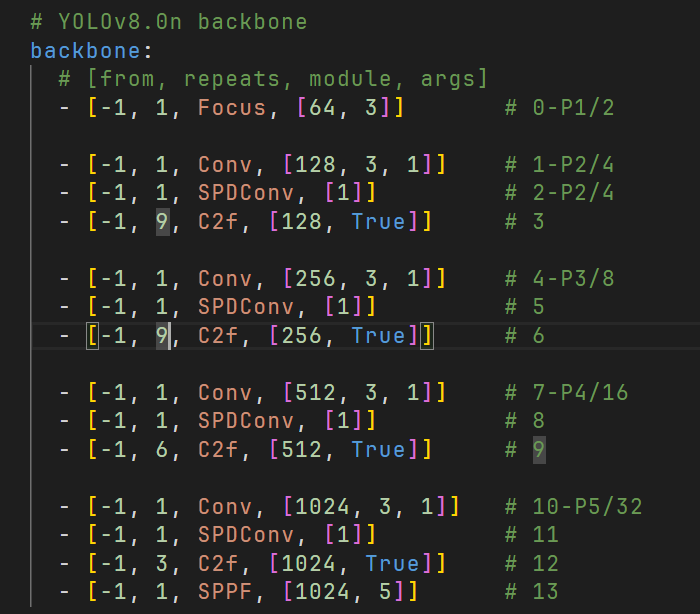 # YOLOv8.0n backbone
backbone:
# [from, repeats, module, args]
- [-1, 1, Focus, [64, 3]] # 0-P1/2
- [-1, 1, Conv, [128, 3, 1]] # 1-P2/4
- [-1, 1, SPDConv, [1]] # 2-P2/4
- [-1, 9, C2f, [128, True]] # 3
- [-1, 1, Conv, [256, 3, 1]] # 4-P3/8
- [-1, 1, SPDConv, [1]] # 5
- [-1, 9, C2f, [256, True]] # 6
- [-1, 1, Conv, [512, 3, 1]] # 7-P4/16
- [-1, 1, SPDConv, [1]] # 8
- [-1, 6, C2f, [512, True]] # 9
- [-1, 1, Conv, [1024, 3, 1]] # 10-P5/32
- [-1, 1, SPDConv, [1]] # 11
- [-1, 3, C2f, [1024, True]] # 12
- [-1, 1, SPPF, [1024, 5]] # 13